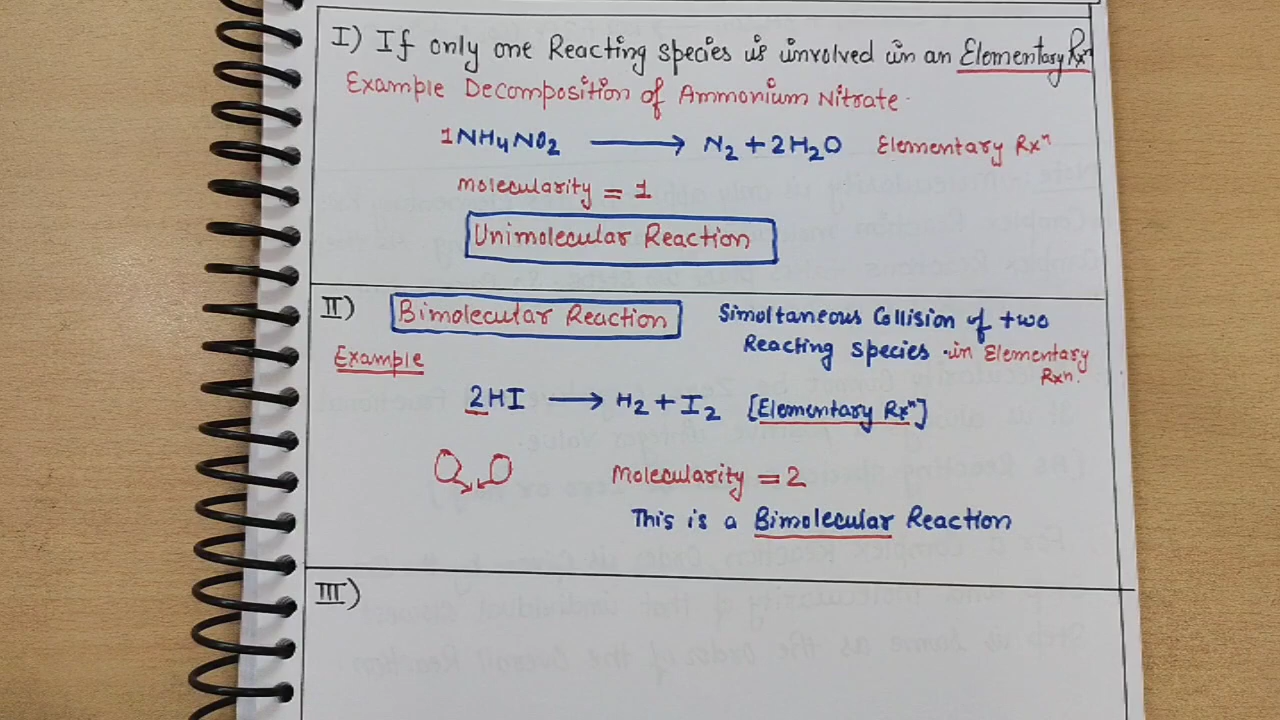 I) If only one Reacting species is involved in an Elementary Rxn
Example Decomposition of Ammonium Nitrate.
1NH4NO2 ⟶ N2 + 2H2O Elementary Rxⁿ
molecularity = 1
Unimolecular Reaction
II) Bimolecular Reaction
Simoltaneous Collision of two
Reacting species in Elementary
Rxn.
Example
2HI ⟶ H2 + I2 [Elementary Rxⁿ]
Molecularity = 2
This is a Bimolecular Reaction
III)